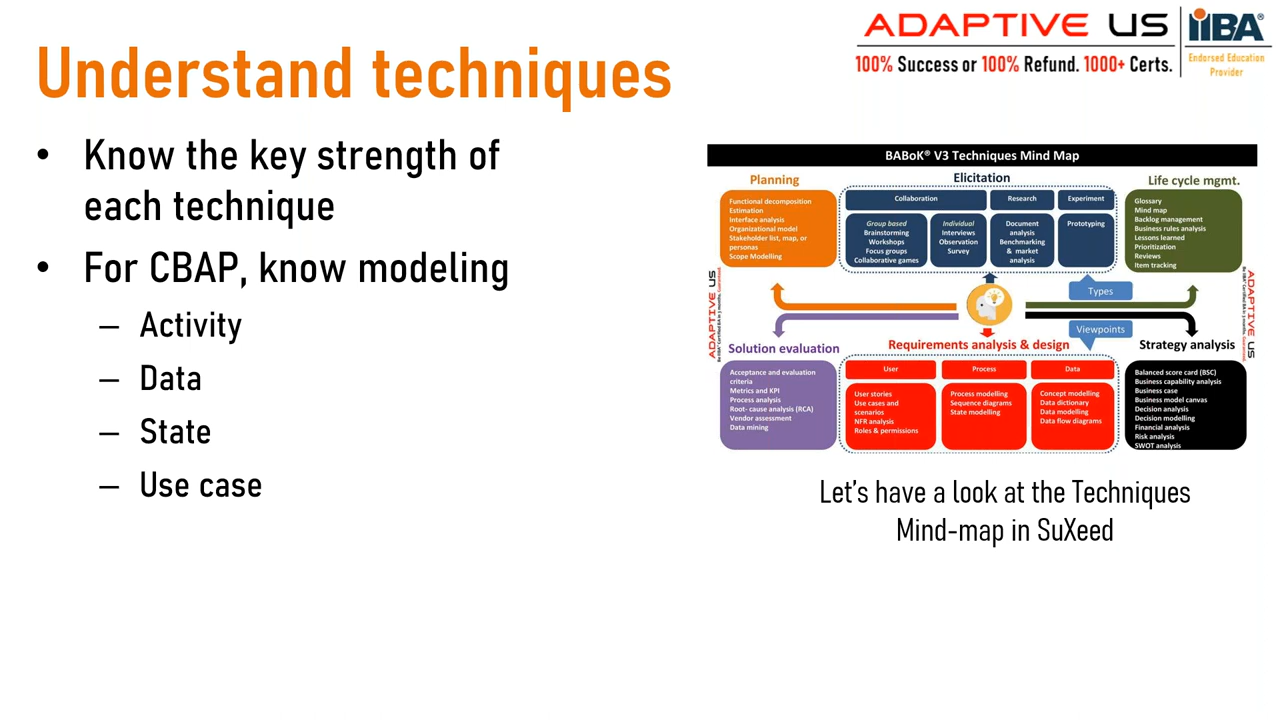 Understand techniques
ADAPTIVE US
100% Success or 100% Refund. 1000+ Certs.
iiBA®
Endorsed Education
Provider
• Know the key strength of
each technique
• For CBAP, know modeling
– Activity
– Data
– State
– Use case
BABoK® V3 Techniques Mind Map
Planning
Functional decomposition
Estimation
Interface analysis
Organizational model
Stakeholder list, map, or
personas
Scope Modelling
Elicitation
Collaboration
Research
Experiment
Group based
Brainstorming
Workshops
Focus groups
Collaborative games
Individual
Interviews
Observation
Survey
Document
analysis
Benchmarking
& market
analysis
Prototyping
Life cycle mgmt.
Glossary
Mind map
Backlog management
Business rules analysis
Lessons learned
Prioritization
Reviews
Item tracking
ADAPTIVE US
ADAPTIVE US
Types
Viewpoints
Solution evaluation
Acceptance and evaluation
criteria
Metrics and KPI
Process analysis
Root- cause analysis (RCA)
Vendor assessment
Data mining
Requirements analysis & design
User
Process
Data
User stories
Use cases and
scenarios
NFR analysis
Roles & permissions
Process modelling
Sequence diagrams
State modelling
Concept modelling
Data dictionary
Data modelling
Data flow diagrams
Strategy analysis
Balanced score card (BSC)
Business capability analysis
Business case
Business model canvas
Decision analysis
Decision modelling
Financial analysis
Risk analysis
SWOT analysis
Let's have a look at the Techniques
Mind-map in SuXeed